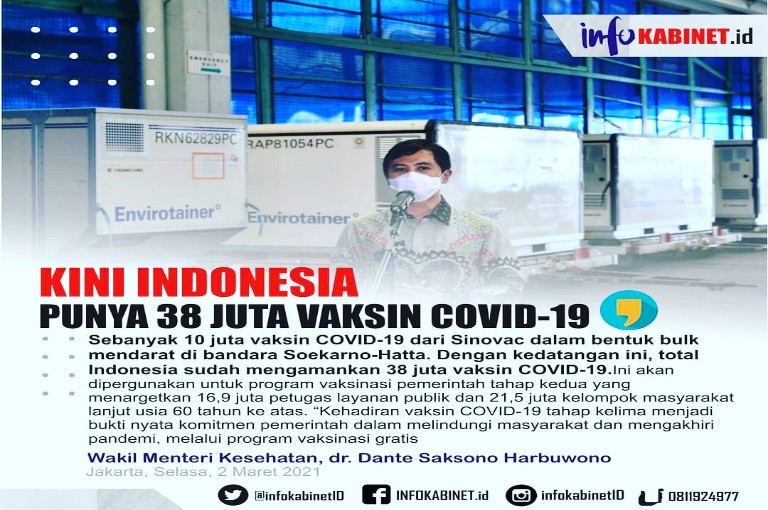 info KABINET.id
EMERGENCY
EXIT
RKN62829PC
RAP81054PC
Envirotainer
Envirotainer
KINI INDONESIA
PUNYA 38 JUTA VAKSIN COVID-19
Sebanyak 10 juta vaksin COVID-19 dari Sinovac dalam bentuk bulk
mendarat di bandara Soekarno-Hatta. Dengan kedatangan ini, total
Indonesia sudah mengamankan 38 juta vaksin COVID-19.Ini akan
dipergunakan untuk program vaksinasi pemerintah tahap kedua yang
menargetkan 16,9 juta petugas layanan publik dan 21,5 juta kelompok masyarakat
lanjut usia 60 tahun ke atas. “Kehadiran vaksin COVID-19 tahap kelima menjadi
bukti nyata komitmen pemerintah dalam melindungi masyarakat dan mengakhiri
pandemi, melalui program vaksinasi gratis
Wakil Menteri Kesehatan, dr. Dante Saksono Harbuwono
Jakarta, Selasa, 2 Maret 2021
@infokabinetID INFOKABINET.id infokabinetID 0811924977